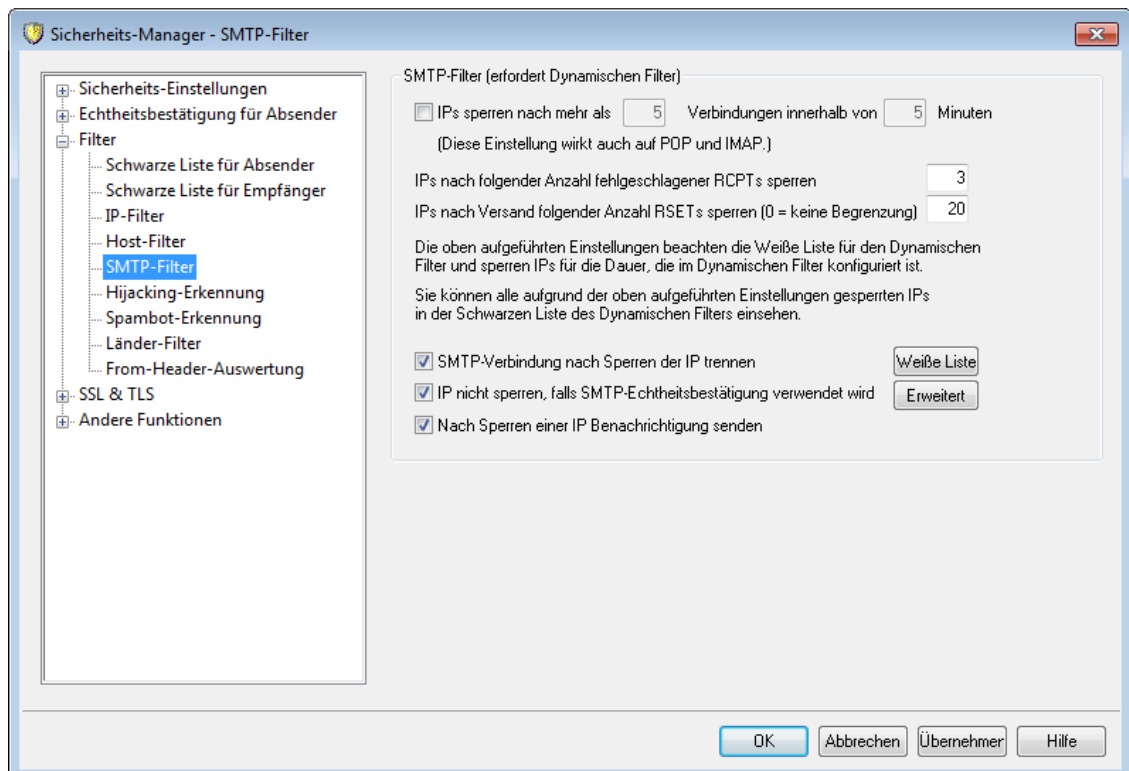 Sicherheits-Manager - SMTP-Filter
Sicherheits-Einstellungen
Echtheitsbestätigung für Absender
Filter
Schwarze Liste für Absender
Schwarze Liste für Empfänger
IP-Filter
Host-Filter
SMTP-Filter
Hijacking-Erkennung
Spambot-Erkennung
Länder-Filter
From-Header-Auswertung
SSL & TLS
Andere Funktionen
SMTP-Filter (erfordert Dynamischen Filter)
IPs sperren nach mehr als 5 Verbindungen innerhalb von 5 Minuten
(Diese Einstellung wirkt auch auf POP und IMAP.)
IPs nach folgender Anzahl fehlgeschlagener RCPTs sperren 3
IPs nach Versand folgender Anzahl RSETs sperren (0 = keine Begrenzung) 20
Die oben aufgeführten Einstellungen beachten die Weiße Liste für den Dynamischen
Filter und sperren IPs für die Dauer, die im Dynamischen Filter konfiguriert ist.
Sie können alle aufgrund der oben aufgeführten Einstellungen gesperrten IPs
in der Schwarzen Liste des Dynamischen Filters einsehen.
SMTP-Verbindung nach Sperren der IP trennen Weiße Liste
IP nicht sperren, falls SMTP-Echtheitsbestätigung verwendet wird Erweitert
Nach Sperren einer IP Benachrichtigung senden
OK Abbrechen Übernehmer Hilfe